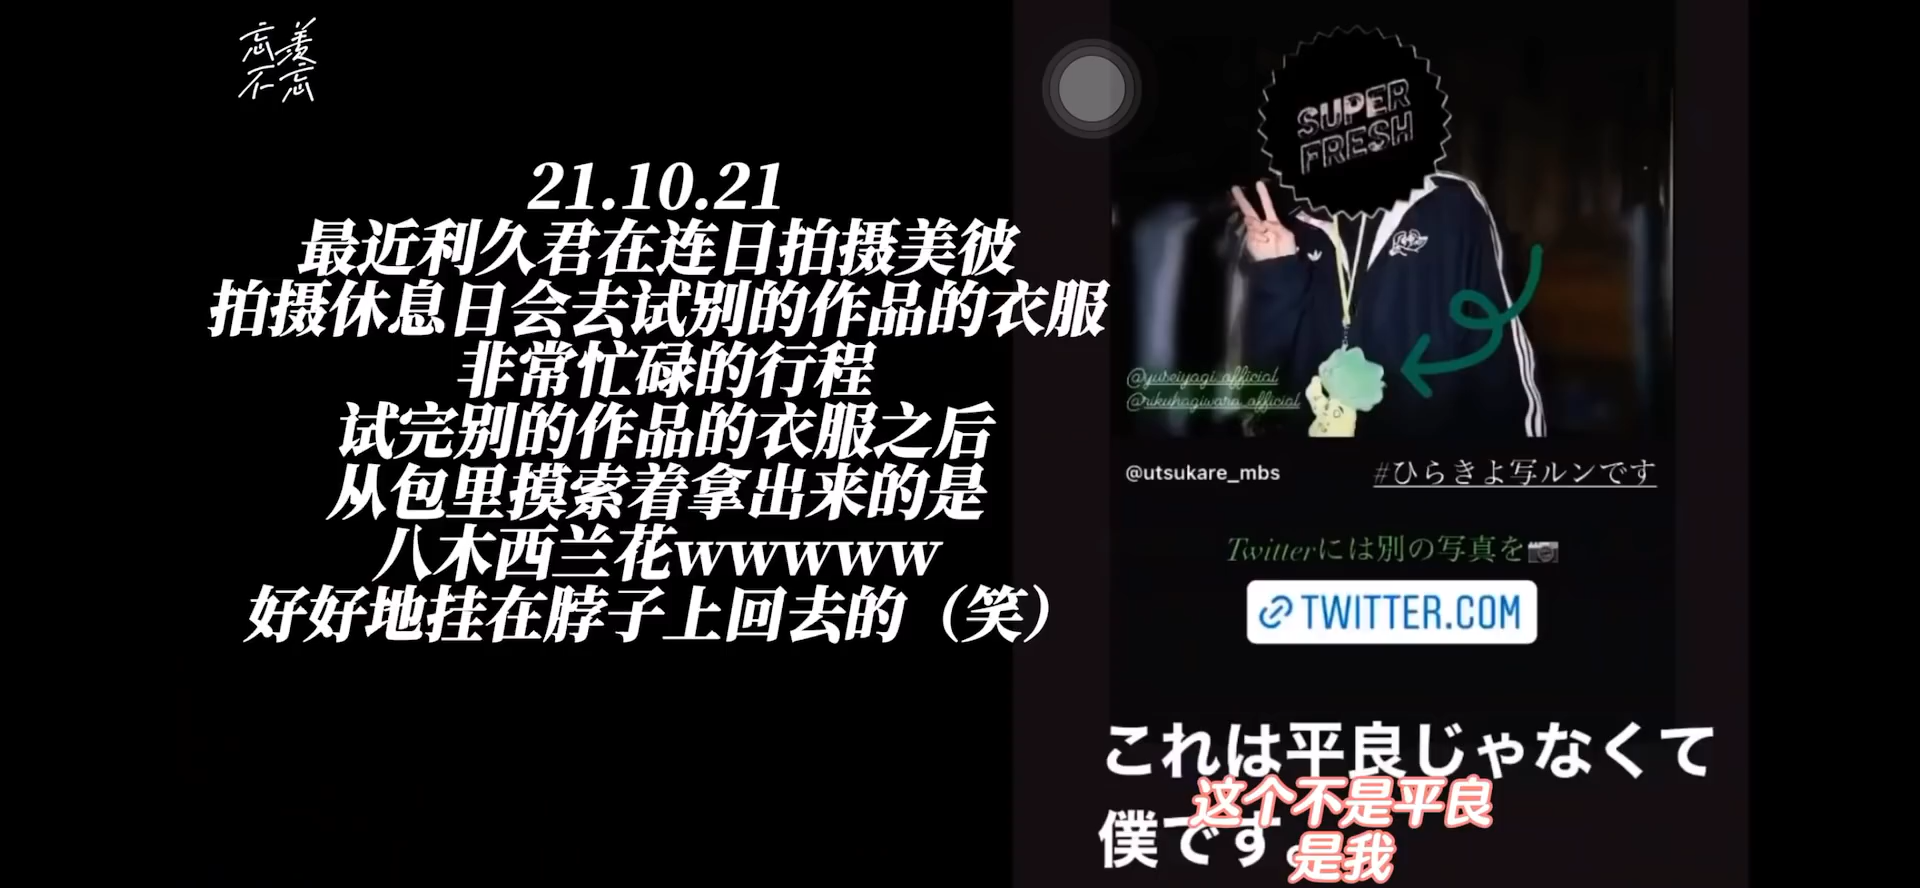 忘羡
不忘
21.10.21
最近利久君在连日拍摄美彼
拍摄休息日会去试别的作品的衣服
非常忙碌的行程
试完别的作品的衣服之后
从包里摸索着拿出来的是
八木西兰花wwwww
好好地挂在脖子上回去的（笑）
SUPER
FRESH
@yuseiyagi_official
@rikuhagiwara_official
@utsukare_mbs
#ひらきよ写ルンです
Twitterには別の写真を📷
TWITTER.COM
これは平良じゃなくて
僕です。
这个不是平良
是我